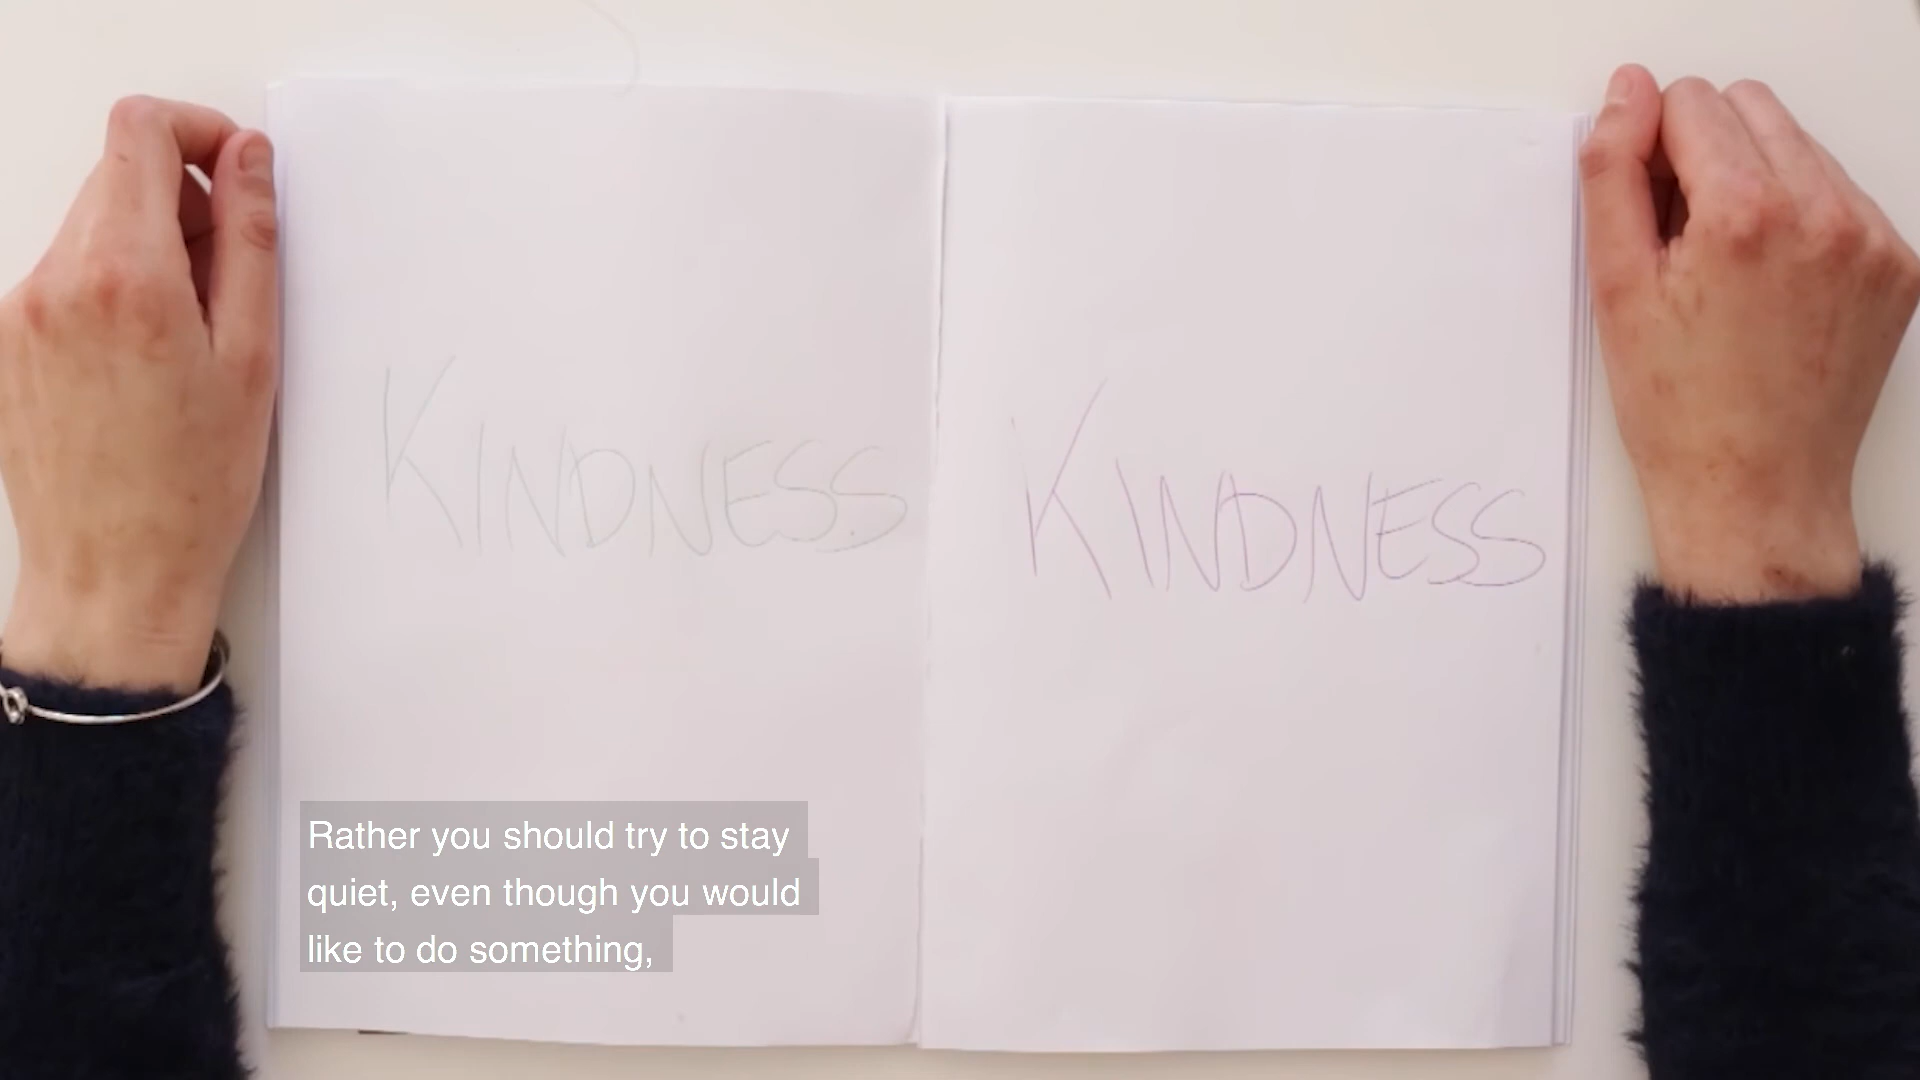 KINDNESS
KINDNESS
Rather you should try to stay
quiet, even though you would
like to do something,